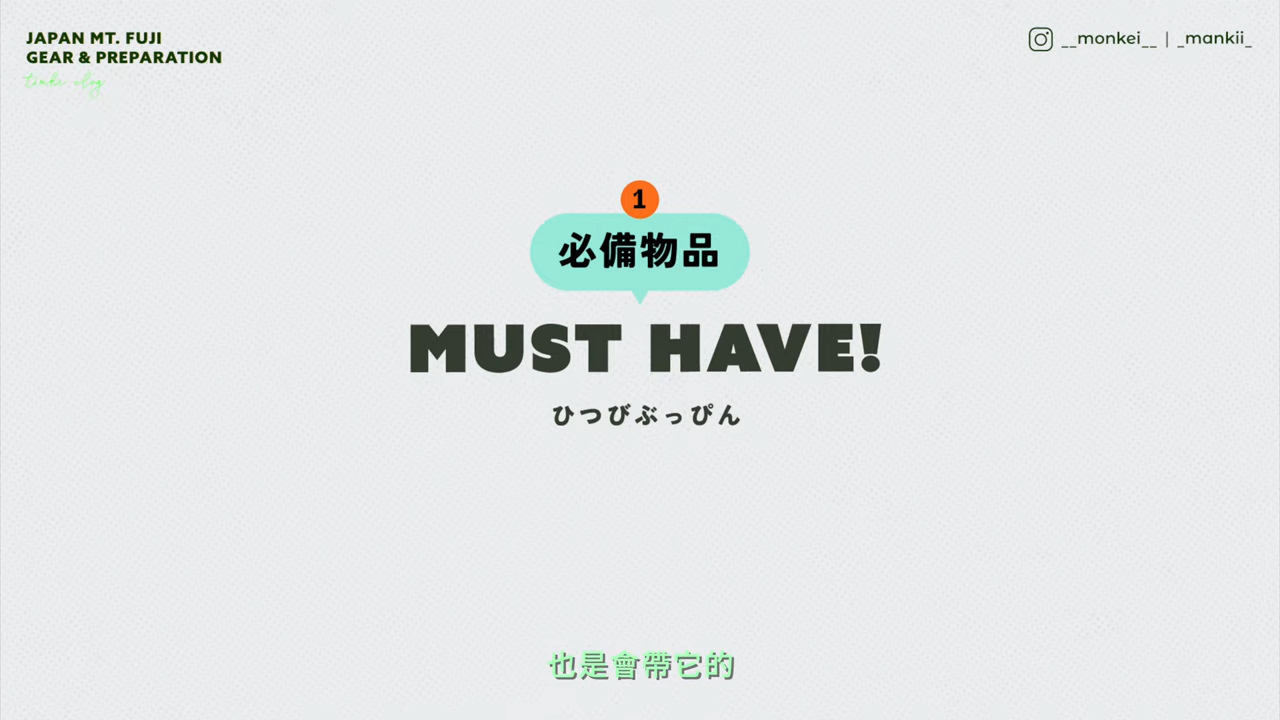 JAPAN MT. FUJI
GEAR & PREPARATION
__monkei__ | _mankii_
1
必備物品
MUST HAVE!
ひつびぶっぴん
也是會帶它的